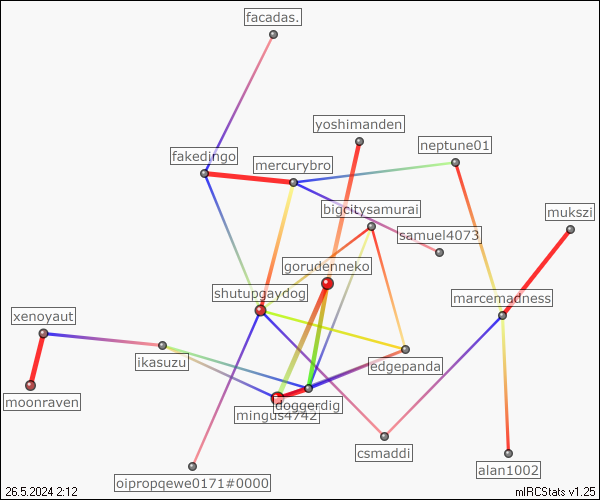 facadas.
yoshimanden
neptune01
fakedingo
mercurybro
bigcitysamurai
mukszi
samuel4073
gorudenneko
shutupgaydog
marcemadness
xenoyaut
ikasuzu
edgepanda
moonraven
doggerdig
mingus4742
csmaddi
alan1002
oipropqewe0171#0000
26.5.2024 2:12
mIRCStats v1.25